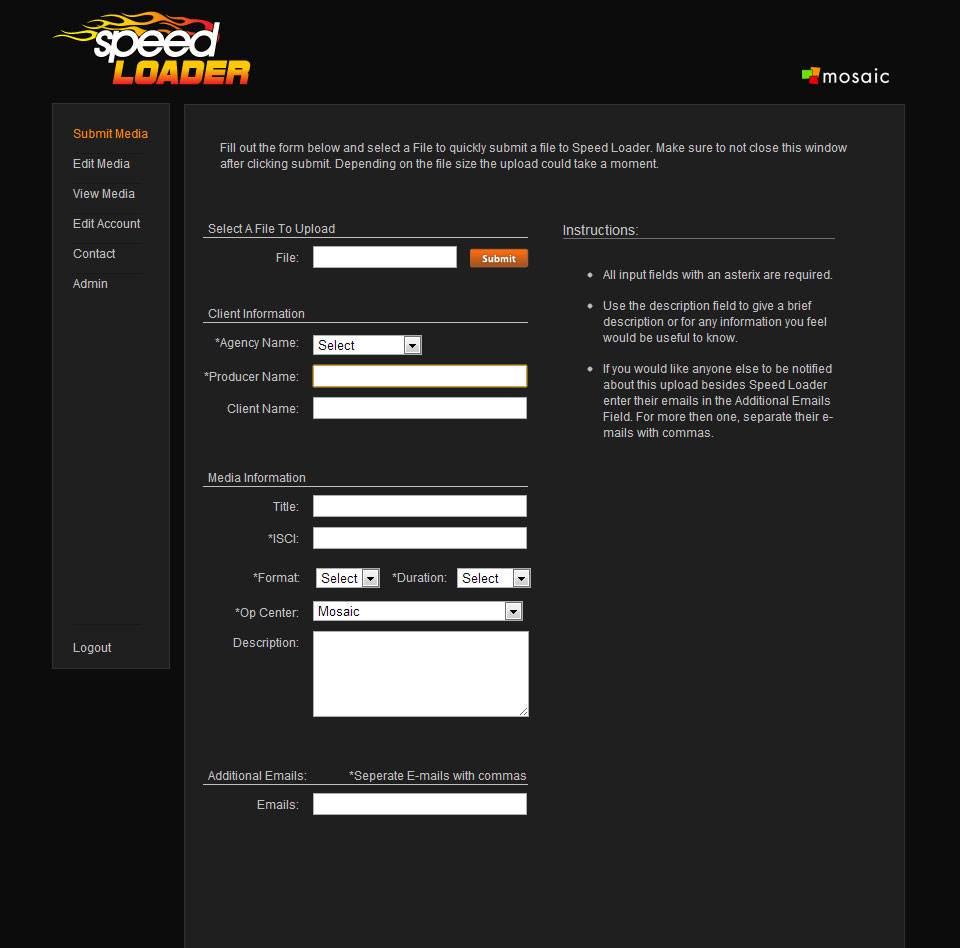 speed
LOADER
mosaic
Submit Media
Edit Media
View Media
Edit Account
Contact
Admin
Logout
Fill out the form below and select a File to quickly submit a file to Speed Loader. Make sure to not close this window
after clicking submit. Depending on the file size the upload could take a moment.
Select A File To Upload
File:
Submit
Client Information
*Agency Name: Select
*Producer Name:
Client Name:
Media Information
Title:
*ISCI:
*Format: Select *Duration: Select
*Op Center: Mosaic
Description:
Additional Emails: *Seperate E-mails with commas
Emails:
Instructions:
All input fields with an asterix are required.
Use the description field to give a brief
description or for any information you feel
would be useful to know.
If you would like anyone else to be notified
about this upload besides Speed Loader
enter their emails in the Additional Emails
Field. For more then one, separate their e-
mails with commas.